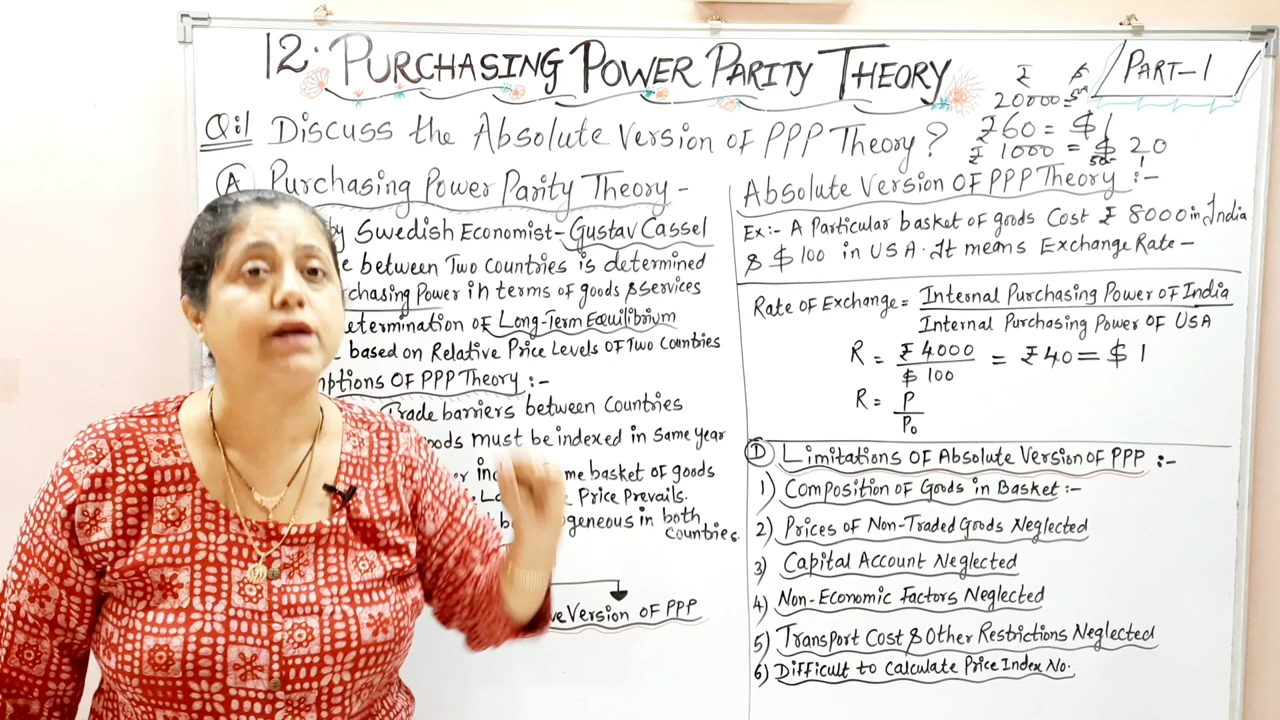 12. PURCHASING POWER PARITY THEORY
PART-1
₹ $
20000 =
₹60 = $1
₹1000 = $ 20
Q:1 Discuss the Absolute Version of PPP Theory?
A Purchasing Power Parity Theory -
by Swedish Economist - Gustav Cassel
between Two Countries is determined
rchasing Power in terms of goods & services
etermination of Long-Term Equilibrium
based on Relative Price Levels of Two Countries
mptions OF PPP Theory :-
Trade barriers between Countries
oods must be indexed in Same Year
me basket of goods
Price Prevails.
ogeneous in both Countries.
ve Version OF PPP
Absolute Version OF PPP Theory :-
Ex:- A Particular basket of goods Cost ₹ 8000 in India
& $ 100 in USA. It means Exchange Rate -
Rate of Exchange = Internal Purchasing Power Of India
Internal Purchasing Power OF USA
R = ₹4000 = ₹40 = $ 1
$ 100
R = P
P₀
D Limitations OF Absolute Version OF PPP :-
1) Composition of Goods in Basket :-
2) Prices of Non-Traded Goods Neglected
3) Capital Account Neglected
4) Non-Economic Factors Neglected
5) Transport Cost & Other Restrictions Neglected
6) Difficult to Calculate Price Index No.